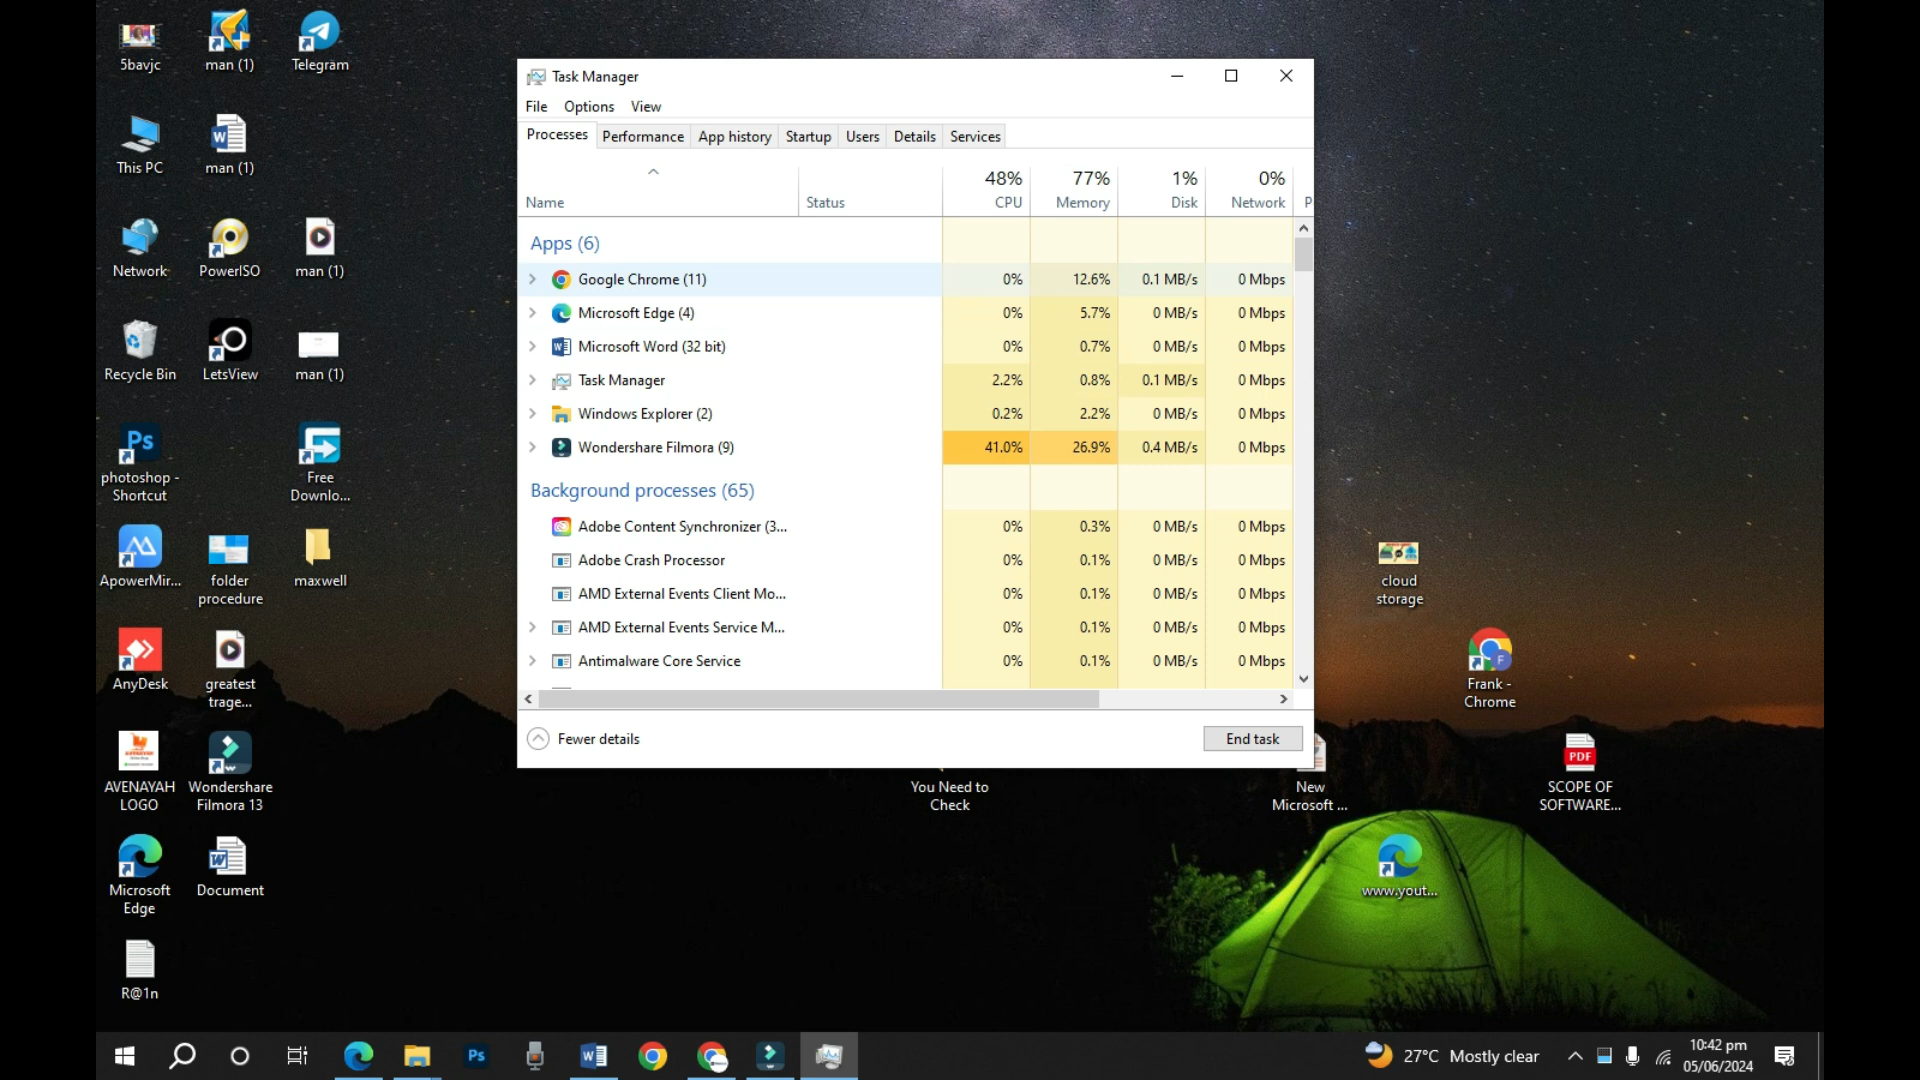 5bavjc
man (1)
Telegram
This PC
man (1)
Network
PowerISO
man (1)
Recycle Bin
LetsView
man (1)
Ps
photoshop -
Shortcut
Free
Downlo...
ApowerMir...
folder
procedure
maxwell
AnyDesk
greatest
trage...
AVENAYAH
LOGO
Wondershare
Filmora 13
Microsoft
Edge
Document
R@1n
Task Manager
File Options View
Processes Performance App history Startup Users Details Services
48% 77% 1% 0%
Name Status CPU Memory Disk Network P
Apps (6)
Google Chrome (11) 0% 12.6% 0.1 MB/s 0 Mbps
Microsoft Edge (4) 0% 5.7% 0 MB/s 0 Mbps
Microsoft Word (32 bit) 0% 0.7% 0 MB/s 0 Mbps
Task Manager 2.2% 0.8% 0.1 MB/s 0 Mbps
Windows Explorer (2) 0.2% 2.2% 0 MB/s 0 Mbps
Wondershare Filmora (9) 41.0% 26.9% 0.4 MB/s 0 Mbps
Background processes (65)
Adobe Content Synchronizer (3... 0% 0.3% 0 MB/s 0 Mbps
Adobe Crash Processor 0% 0.1% 0 MB/s 0 Mbps
AMD External Events Client Mo... 0% 0.1% 0 MB/s 0 Mbps
AMD External Events Service M... 0% 0.1% 0 MB/s 0 Mbps
Antimalware Core Service 0% 0.1% 0 MB/s 0 Mbps
Fewer details End task
You Need to
Check
cloud
storage
F
Frank -
Chrome
New
Microsoft ...
PDF
SCOPE OF
SOFTWARE...
www.yout...
Ps
27°C Mostly clear
10:42 pm
05/06/2024